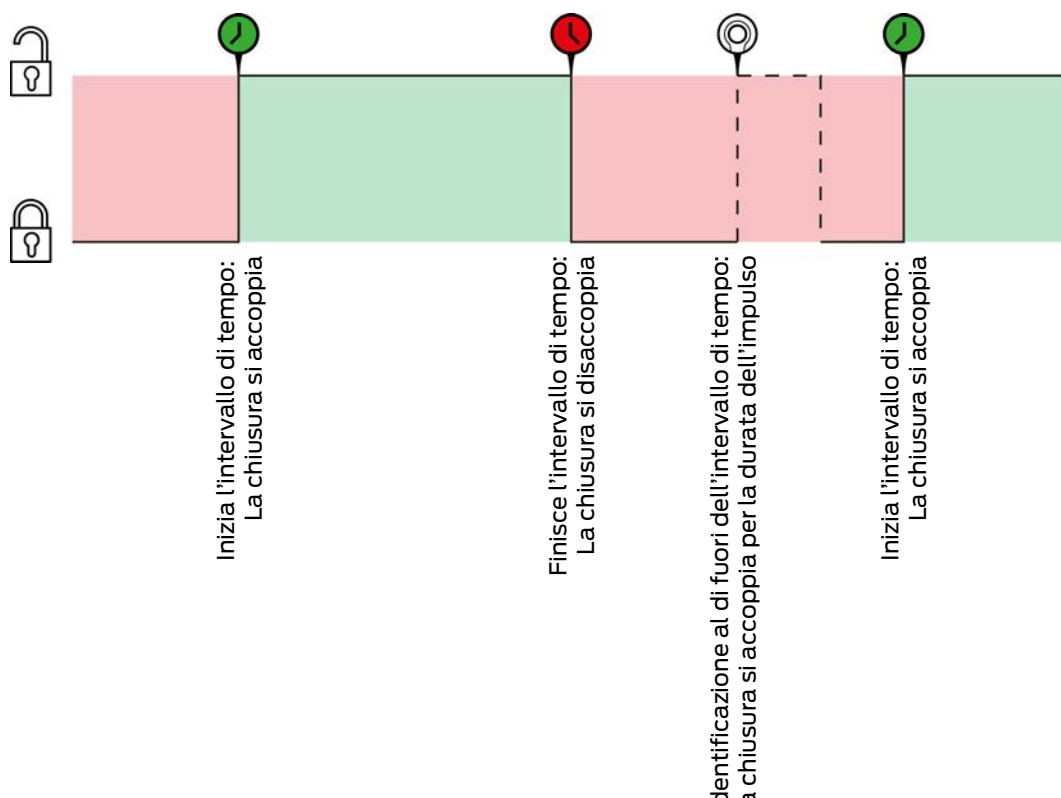 Inizia l'intervallo di tempo:
La chiusura si accoppia
Finisce l'intervallo di tempo:
La chiusura si disaccoppia
dentificazione al di fuori dell'intervallo di tempo:
a chiusura si accoppia per la durata dell'impulso
Inizia l'intervallo di tempo:
La chiusura si accoppia